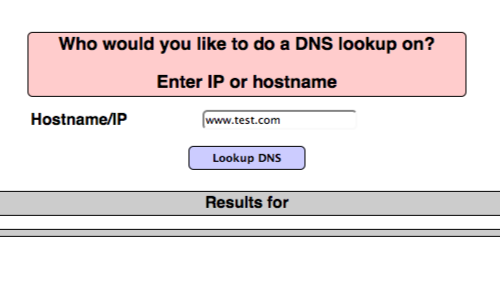 Who would you like to do a DNS lookup on?
Enter IP or hostname
Hostname/IP www.test.com
Lookup DNS
Results for